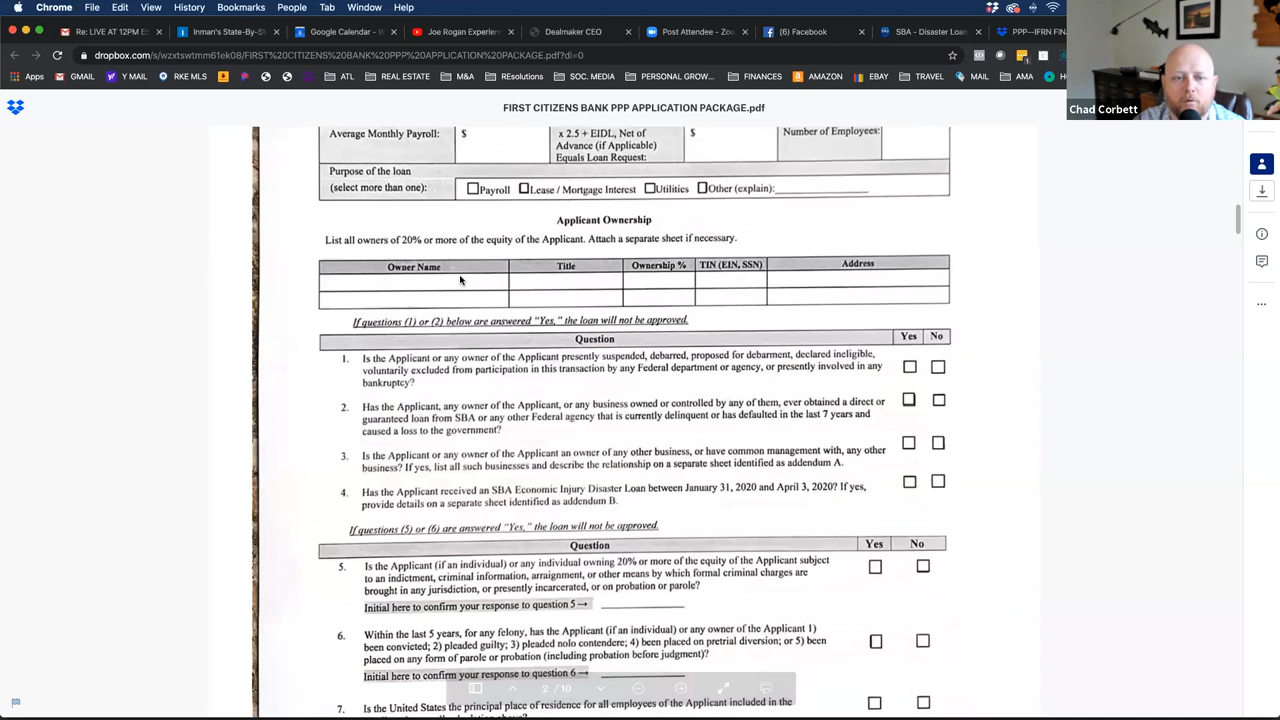 Chrome File Edit View History Bookmarks People Tab Window Help
Re: LIVE AT 12PM ES
Inman's State-By-S
Google Calendar -
Joe Rogan Experien
Dealmaker CEO
Post Attendee - Zoo
(6) Facebook
SBA - Disaster Loan
PPP--IFRN FIN
dropbox.com/s/wzxtswtmm61ek08/FIRST%20CITIZENS%20BANK%20PPP%20APPLICATION%20PACKAGE.pdf?dl=0
Apps GMAIL Y MAIL RKE MLS ATL REAL ESTATE M&A REsolutions SOC. MEDIA PERSONAL GROW... FINANCES AMAZON EBAY TRAVEL MAIL AMA
Chad Corbett
FIRST CITIZENS BANK PPP APPLICATION PACKAGE.pdf
Average Monthly Payroll: $ x 2.5 + EIDL, Net of $ Number of Employees:
Advance (if Applicable)
Equals Loan Request:
Purpose of the loan
(select more than one): Payroll Lease / Mortgage Interest Utilities Other (explain):
Applicant Ownership
List all owners of 20% or more of the equity of the Applicant. Attach a separate sheet if necessary.
Owner Name Title Ownership % TIN (EIN, SSN) Address
If questions (1) or (2) below are answered “Yes,” the loan will not be approved.
Question Yes No
1. Is the Applicant or any owner of the Applicant presently suspended, debarred, proposed for debarment, declared ineligible,
voluntarily excluded from participation in this transaction by any Federal department or agency, or presently involved in any
bankruptcy?
2. Has the Applicant, any owner of the Applicant, or any business owned or controlled by any of them, ever obtained a direct or
guaranteed loan from SBA or any other Federal agency that is currently delinquent or has defaulted in the last 7 years and
caused a loss to the government?
3. Is the Applicant or any owner of the Applicant an owner of any other business, or have common management with, any other
business? If yes, list all such businesses and describe the relationship on a separate sheet identified as addendum A.
4. Has the Applicant received an SBA Economic Injury Disaster Loan between January 31, 2020 and April 3, 2020? If yes,
provide details on a separate sheet identified as addendum B.
If questions (5) or (6) are answered “Yes,” the loan will not be approved.
Question Yes No
5. Is the Applicant (if an individual) or any individual owning 20% or more of the equity of the Applicant subject
to an indictment, criminal information, arraignment, or other means by which formal criminal charges are
brought in any jurisdiction, or presently incarcerated, or on probation or parole?
Initial here to confirm your response to question 5 →
6. Within the last 5 years, for any felony, has the Applicant (if an individual) or any owner of the Applicant 1)
been convicted; 2) pleaded guilty; 3) pleaded nolo contendere; 4) been placed on pretrial diversion; or 5) been
placed on any form of parole or probation (including probation before judgment)?
Initial here to confirm your response to question 6 →
2 / 10
7. Is the United States the principal place of residence for all employees of the Applicant included in the